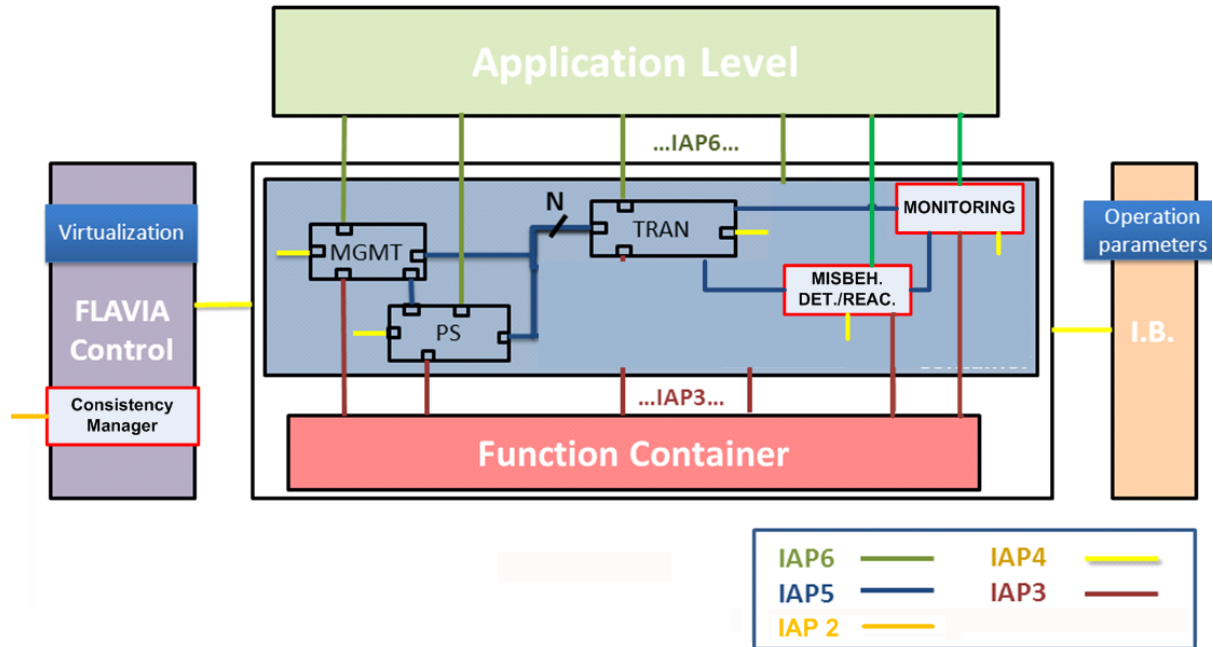 Application Level
...IAP6...
Virtualization
FLAVIA
Control
Consistency
Manager
N
MGMT
TRAN
MONITORING
PS
MISBEH.
DET./REAC.
...IAP3...
Function Container
Operation
parameters
I.B.
IAP6
IAP4
IAP5
IAP3
IAP 2